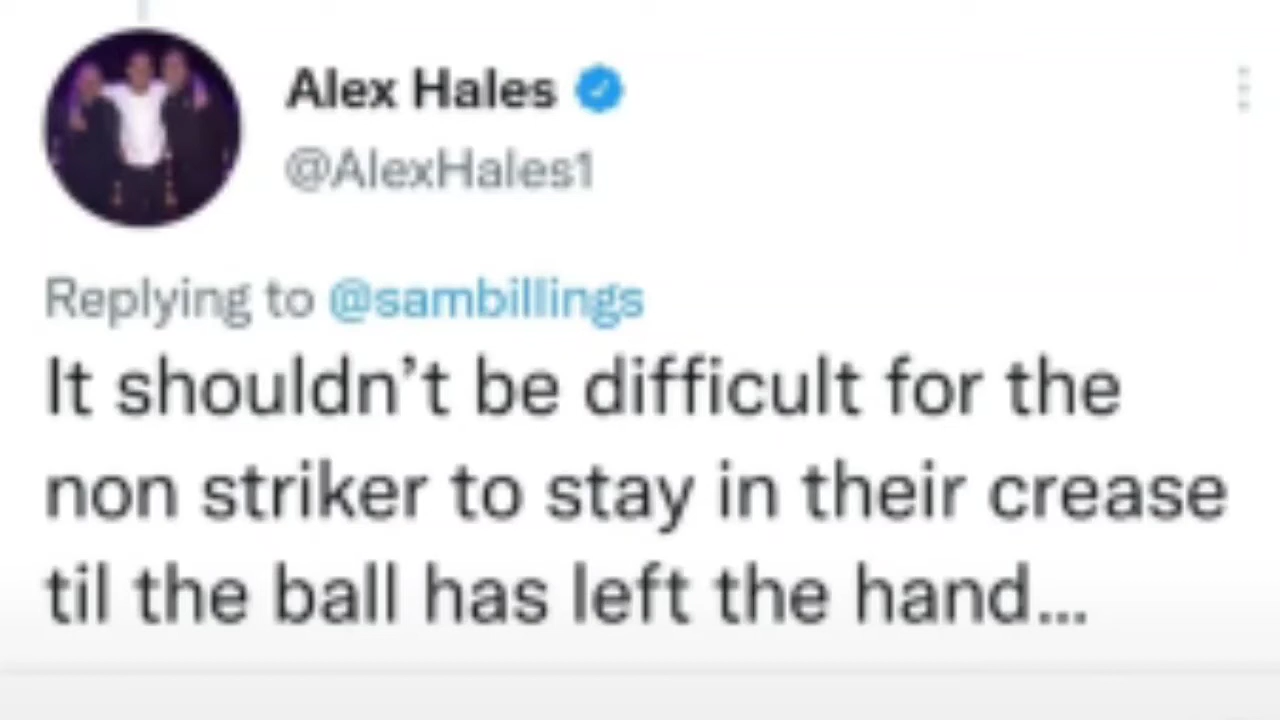 Alex Hales
@AlexHales1
Replying to @sambillings
It shouldn't be difficult for the
non striker to stay in their crease
til the ball has left the hand...